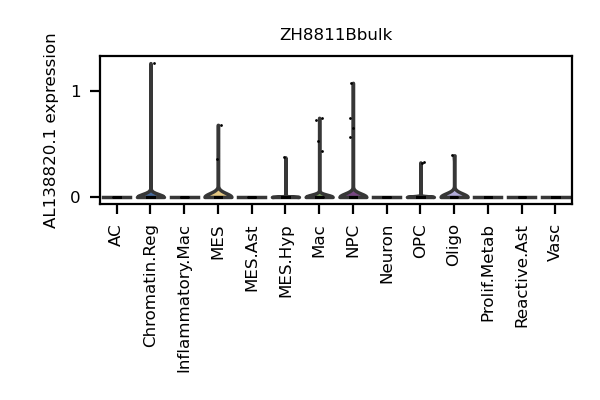 ZH8811Bbulk
AL138820.1 expression
1
0
AC
Chromatin.Reg
Inflammatory.Mac
MES
MES.Ast
MES.Hyp
Mac
NPC
Neuron
OPC
Oligo
Prolif.Metab
Reactive.Ast
Vasc